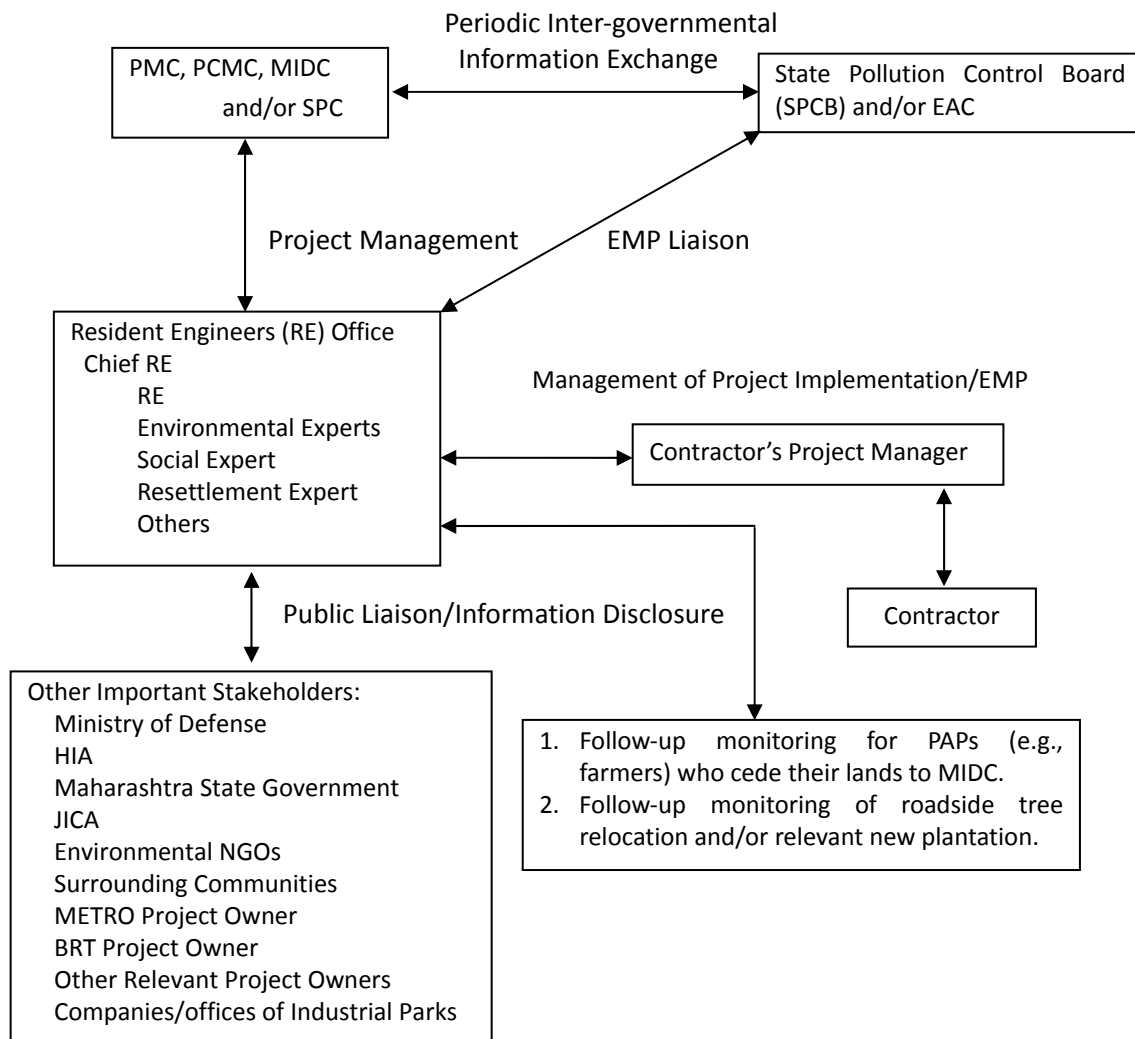 Periodic Inter-governmental
Information Exchange
PMC, PCMC, MIDC
and/or SPC
State Pollution Control Board
(SPCB) and/or EAC
Project Management
EMP Liaison
Resident Engineers (RE) Office
Chief RE
RE
Environmental Experts
Social Expert
Resettlement Expert
Others
Management of Project Implementation/EMP
Contractor’s Project Manager
Contractor
Public Liaison/Information Disclosure
Other Important Stakeholders:
Ministry of Defense
HIA
Maharashtra State Government
JICA
Environmental NGOs
Surrounding Communities
METRO Project Owner
BRT Project Owner
Other Relevant Project Owners
Companies/offices of Industrial Parks
1. Follow-up monitoring for PAPs (e.g.,
farmers) who cede their lands to MIDC.
2. Follow-up monitoring of roadside tree
relocation and/or relevant new plantation.